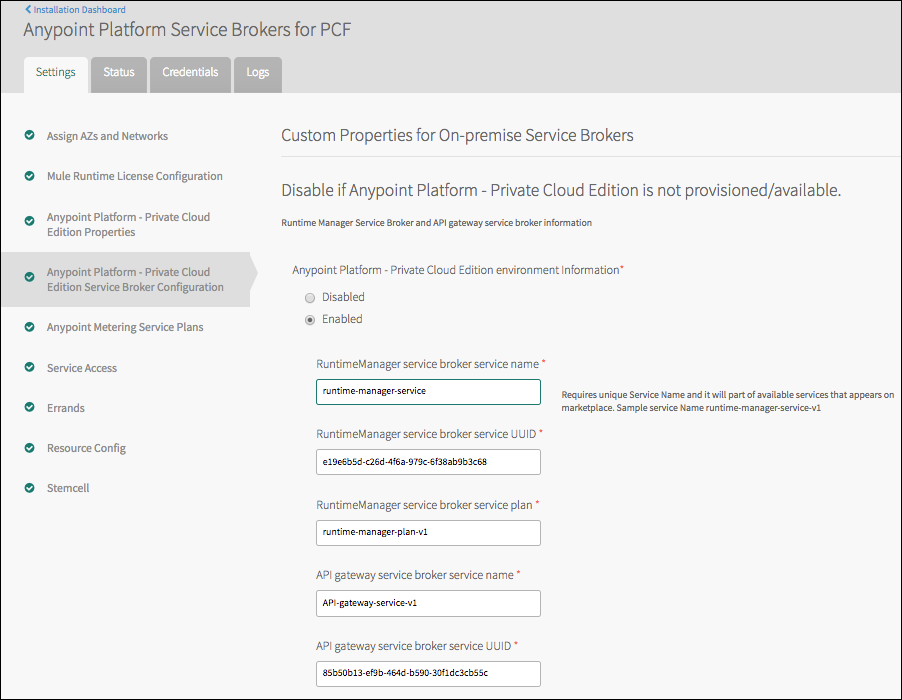 Installation Dashboard
Anypoint Platform Service Brokers for PCF
Settings
Status
Credentials
Logs
Assign AZs and Networks
Mule Runtime License Configuration
Anypoint Platform - Private Cloud
Edition Properties
Anypoint Platform - Private Cloud
Edition Service Broker Configuration
Anypoint Metering Service Plans
Service Access
Errands
Resource Config
Stemcell
Custom Properties for On-premise Service Brokers
Disable if Anypoint Platform - Private Cloud Edition is not provisioned/available.
Runtime Manager Service Broker and API gateway service broker information
Anypoint Platform - Private Cloud Edition environment Information*
Disabled
Enabled
RuntimeManager service broker service name *
runtime-manager-service
Requires unique Service Name and it will part of available services that appears on
marketplace. Sample service Name runtime-manager-service-v1
RuntimeManager service broker service UUID *
e19e6b5d-c26d-4f6a-979c-6f38ab9b3c68
RuntimeManager service broker service plan *
runtime-manager-plan-v1
API gateway service broker service name *
API-gateway-service-v1
API gateway service broker service UUID *
85b50b13-ef9b-464d-b590-30f1dc3cb55c